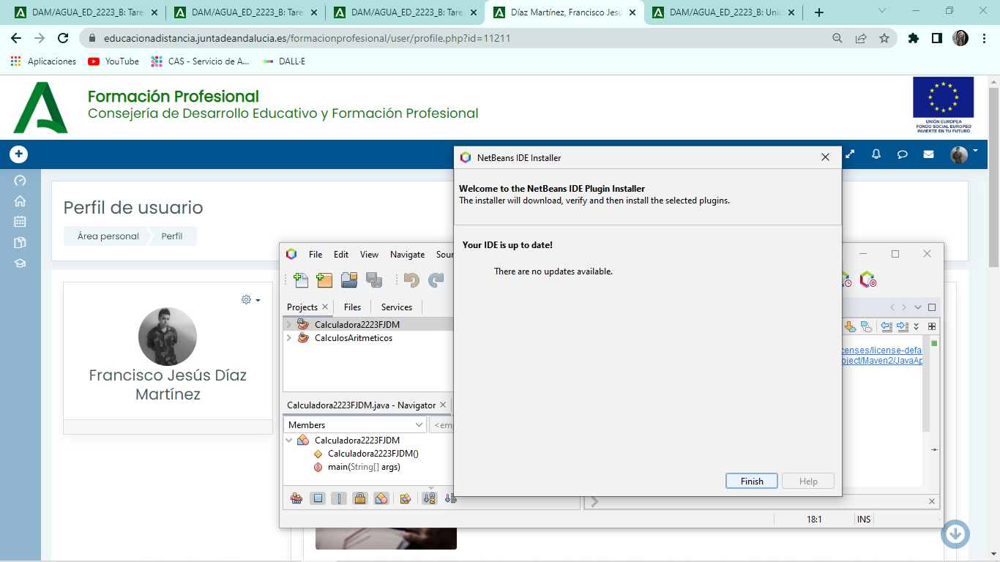 DAM/AGUA_ED_2223_B: Tare
DAM/AGUA_ED_2223_B: Tare
DAM/AGUA_ED_2223_B: Tare
Díaz Martínez, Francisco Jesú
DAM/AGUA_ED_2223_B: Unid
educacionadistancia.juntadeandalucia.es/formacionprofesional/user/profile.php?id=11211
Aplicaciones
YouTube
CAS - Servicio de A...
DALL·E
Formación Profesional
Consejería de Desarrollo Educativo y Formación Profesional
UNIÓN EUROPEA
FONDO SOCIAL EUROPEO
INVIERTE EN TU FUTURO
Perfil de usuario
Área personal
Perfil
Francisco Jesús Díaz
Martínez
NetBeans IDE Installer
Welcome to the NetBeans IDE Plugin Installer
The installer will download, verify and then install the selected plugins.
Your IDE is up to date!
There are no updates available.
Finish
Help
File Edit View Navigate Sour
Projects Files Services
Calculadora2223FJDM
CalculosAritmeticos
Calculadora2223FJDM.java - Navigator
Members
<emp
Calculadora2223FJDM
Calculadora2223FJDM()
main(String[] args)
censes/license-defa
oject/Maven2/JavaAp
18:1
INS